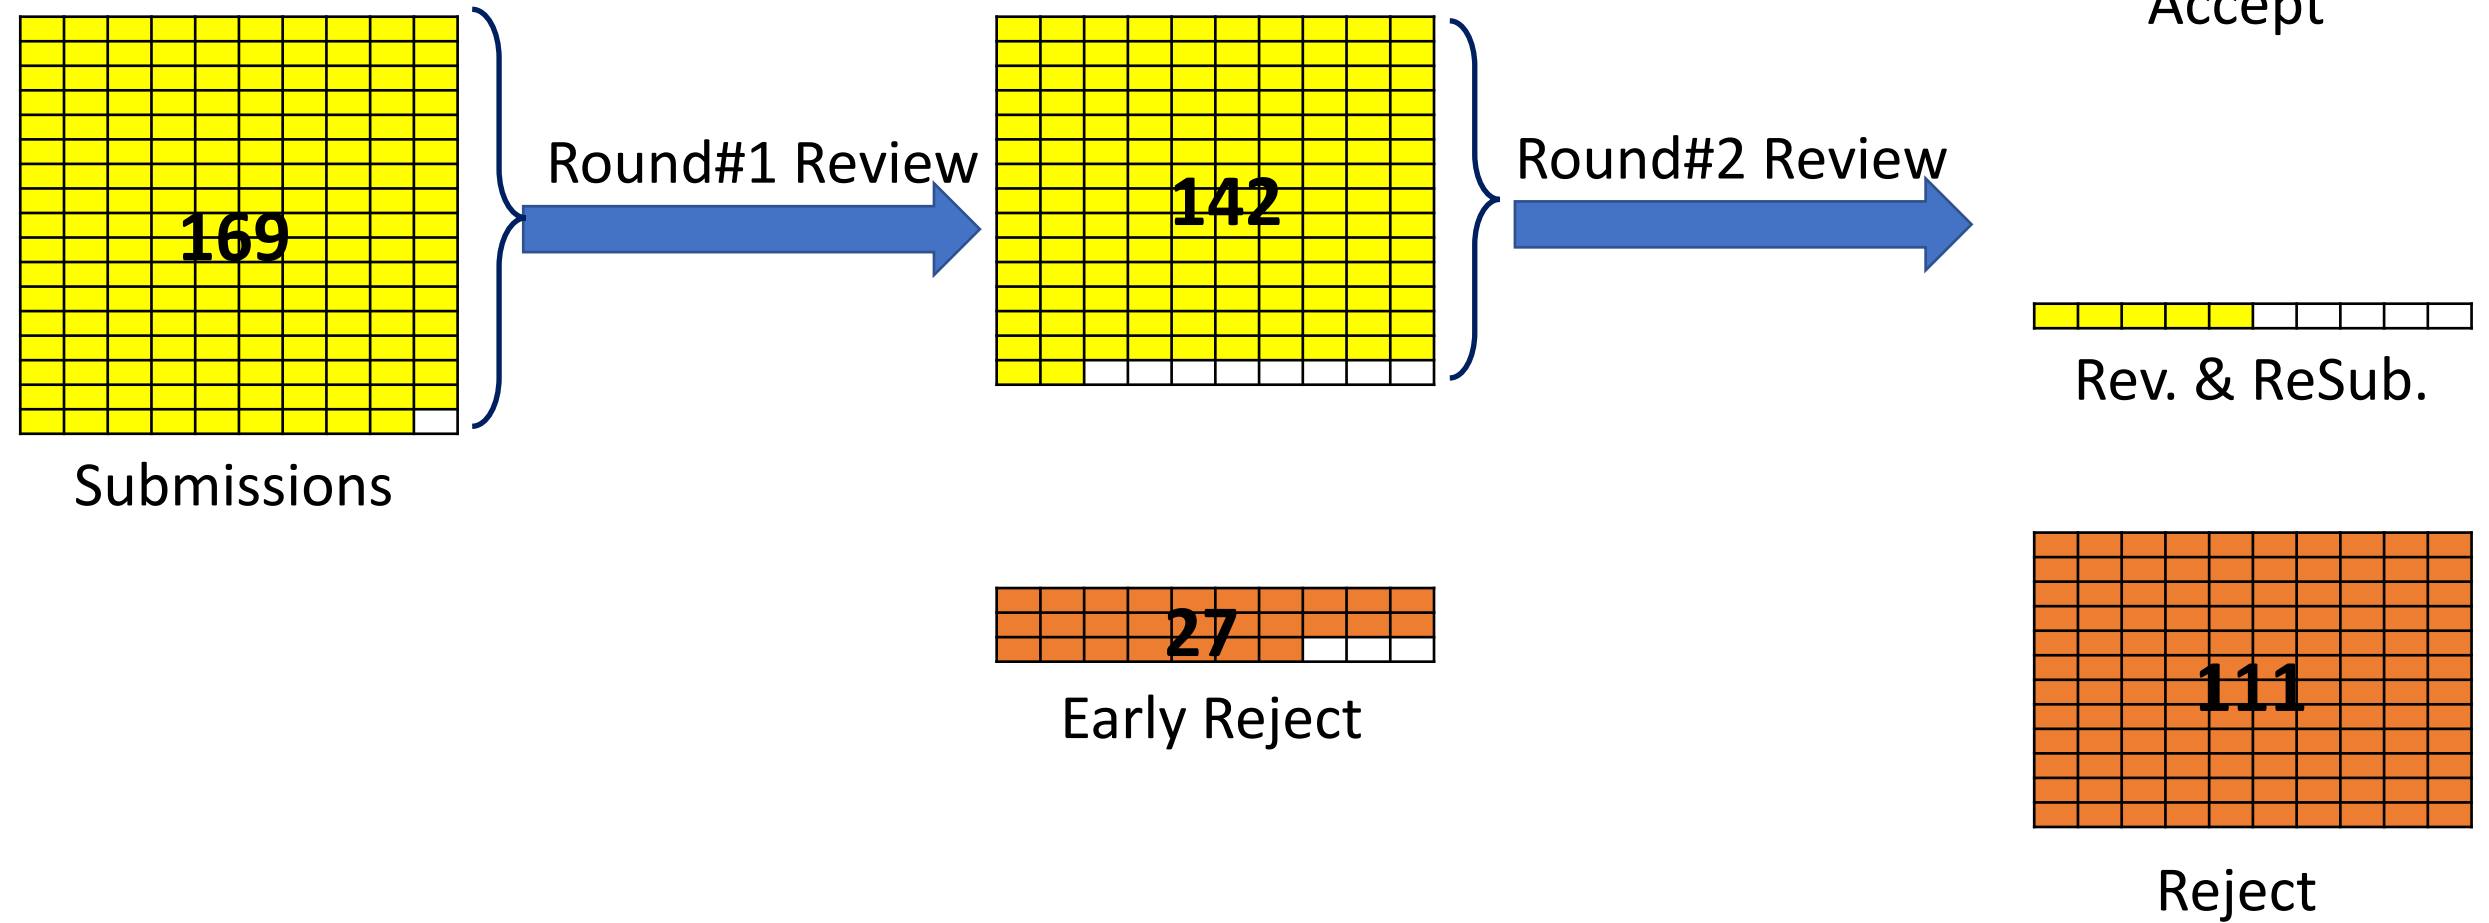 Accept
Round#1 Review
Round#2 Review
142
169
Rev. & ReSub.
Submissions
27
111
Early Reject
Reject